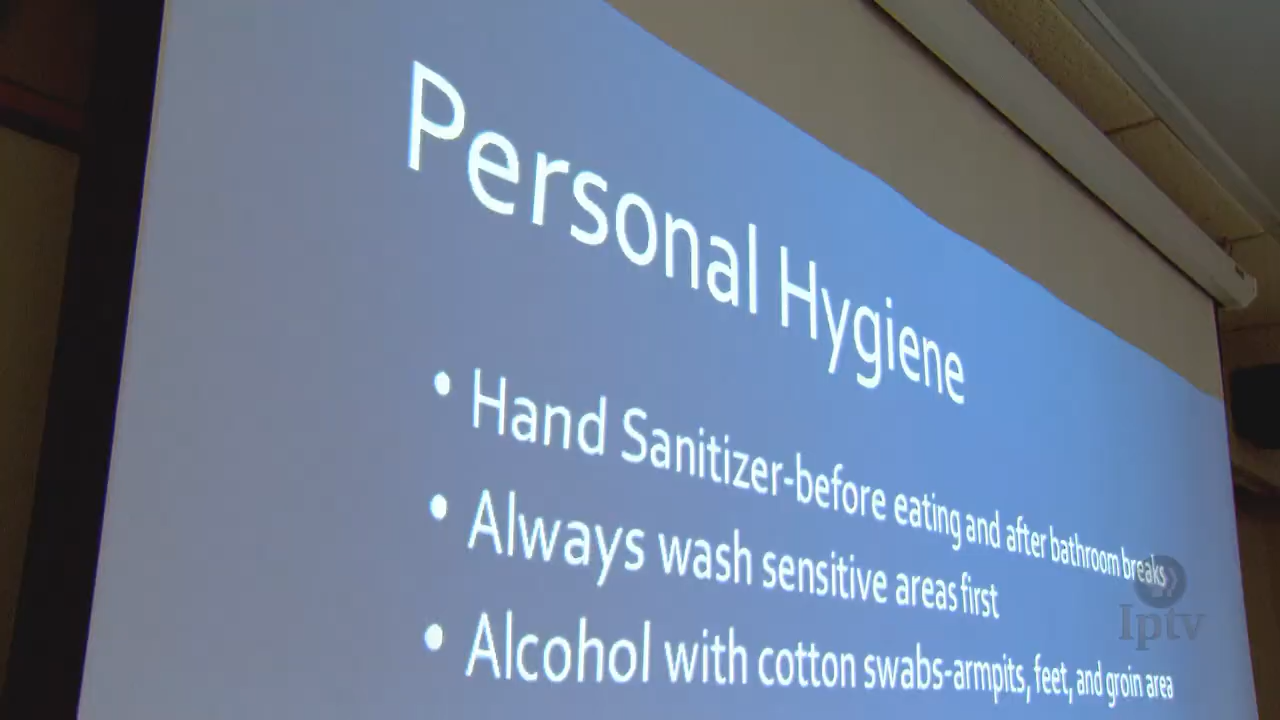 Personal Hygiene
• Hand Sanitizer-before eating and after bathroom breaks
• Always wash sensitive areas first
• Alcohol with cotton swabs-armpits, feet, and groin area
Iptv